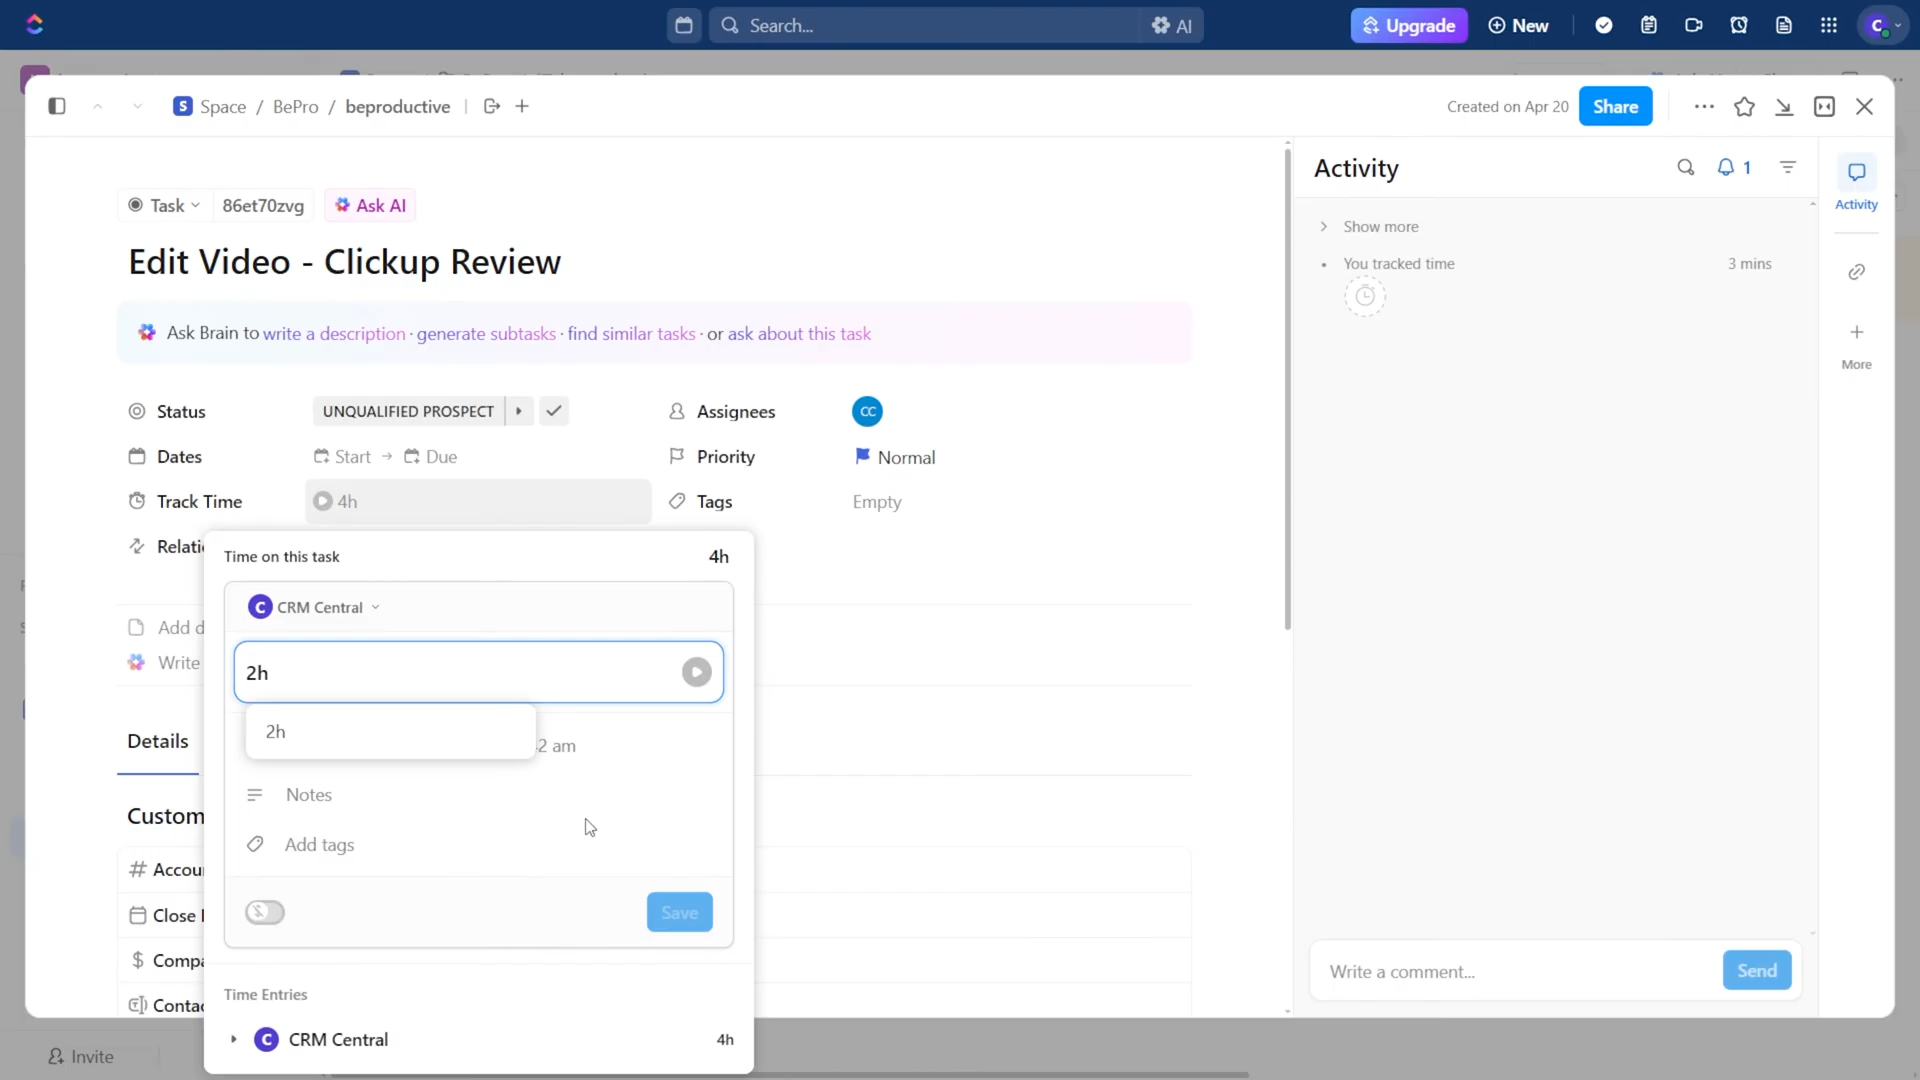 Search...
AI
Upgrade
New
C
S Space / BePro / beproductive
Created on Apr 20
Share
Task
86et70zvg
Ask AI
Edit Video - Clickup Review
Ask Brain to write a description · generate subtasks · find similar tasks · or ask about this task
Status
UNQUALIFIED PROSPECT
Assignees
CC
Dates
Start → Due
Priority
Normal
Track Time
4h
Tags
Empty
Relati
Time on this task
4h
C CRM Central
Add d
2h
Write
2h
2 am
Details
Notes
Custom
Add tags
Accou
Close
Save
Compa
Time Entries
Conta
C CRM Central
4h
Invite
Activity
1
Show more
You tracked time
3 mins
Write a comment...
Send
Activity
More